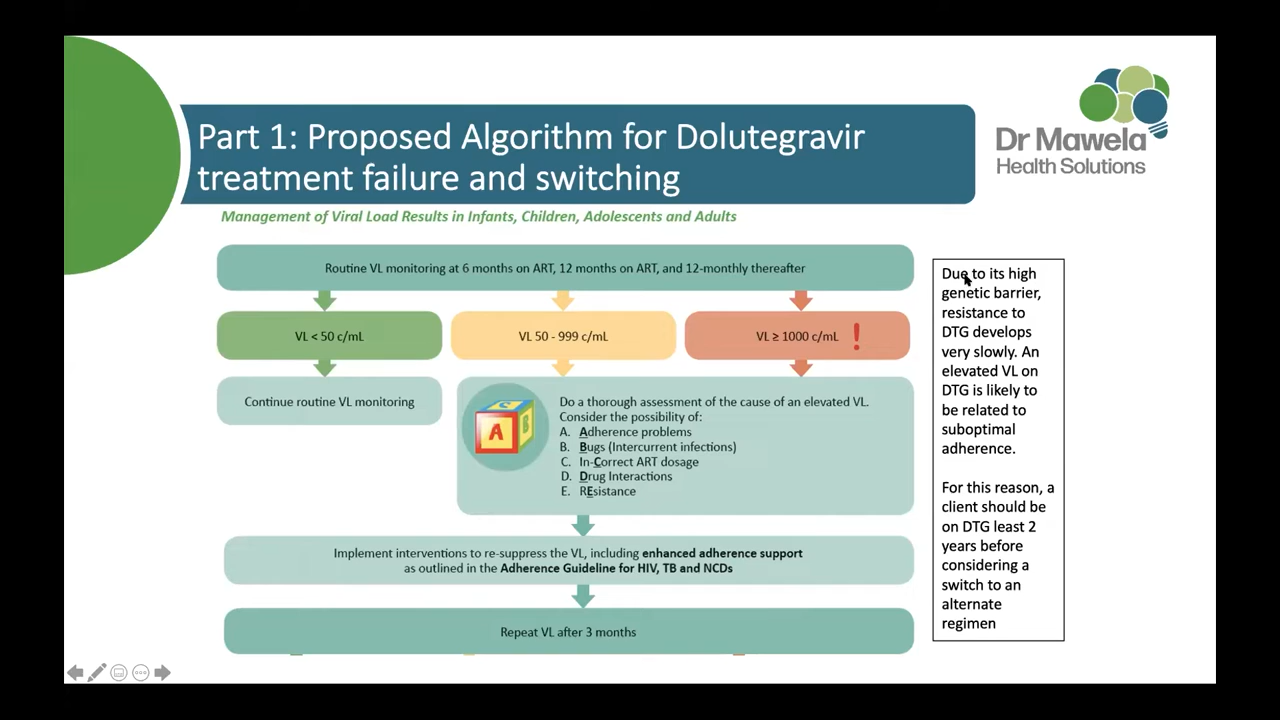 Part 1: Proposed Algorithm for Dolutegravir
treatment failure and switching
Dr Mawela
Health Solutions
Management of Viral Load Results in Infants, Children, Adolescents and Adults
Routine VL monitoring at 6 months on ART, 12 months on ART, and 12-monthly thereafter
VL < 50 c/mL
VL 50 - 999 c/mL
VL ≥ 1000 c/mL !
Continue routine VL monitoring
A B C
Do a thorough assessment of the cause of an elevated VL.
Consider the possibility of:
A. Adherence problems
B. Bugs (Intercurrent infections)
C. In-Correct ART dosage
D. Drug Interactions
E. REsistance
Implement interventions to re-suppress the VL, including enhanced adherence support
as outlined in the Adherence Guideline for HIV, TB and NCDs
Repeat VL after 3 months
Due to its high
genetic barrier,
resistance to
DTG develops
very slowly. An
elevated VL on
DTG is likely to
be related to
suboptimal
adherence.
For this reason, a
client should be
on DTG least 2
years before
considering a
switch to an
alternate
regimen